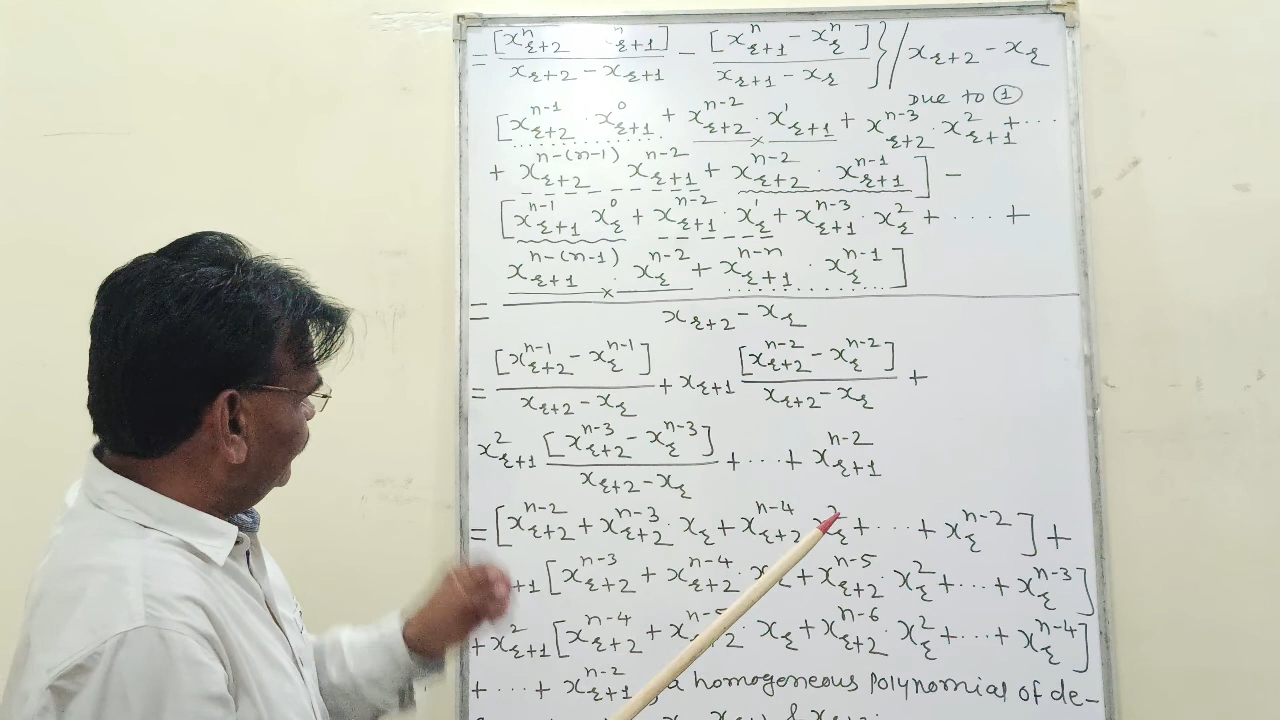 = [x^n_{r+2} x^n_{r+1}] / (x_{r+2} - x_{r+1}) - [x^n_{r+1} - x^n_r] / (x_{r+1} - x_r) } / x_{r+2} - x_r
Due to ①
[x^{n-1}_{r+2} · x^0_{r+1} + x^{n-2}_{r+2} · x^1_{r+1} + x^{n-3}_{r+2} · x^2_{r+1} + ....
+ x^{n-(n-1)}_{r+2} x^{n-2}_{r+1} + x^{n-2}_{r+2} · x^{n-1}_{r+1}] -
[x^{n-1}_{r+1} x^0_r + x^{n-2}_{r+1} · x^1_r + x^{n-3}_{r+1} · x^2_r + .... +
x^{n-(n-1)}_{r+1} · x^{n-2}_r + x^{n-n}_{r+1} · x^{n-1}_r]
= x_{r+2} - x_r
= [x^{n-1}_{r+2} - x^{n-1}_r] / (x_{r+2} - x_r) + x_{r+1} [x^{n-2}_{r+2} - x^{n-2}_r] / (x_{r+2} - x_r) +
x^2_{r+1} [x^{n-3}_{r+2} - x^{n-3}_r] / (x_{r+2} - x_r) + ... + x^{n-2}_{r+1}
= [x^{n-2}_{r+2} + x^{n-3}_{r+2} · x_r + x^{n-4}_{r+2} x^2_r + ... + x^{n-2}_r] +
+1 [x^{n-3}_{r+2} + x^{n-4}_{r+2} · + x^{n-5}_{r+2} · x^2_r + ... + x^{n-3}_r]
+ x^2_{r+1} [x^{n-4}_{r+2} + x^{n-5}_{r+2} · x_r + x^{n-6}_{r+2} · x^2_r + ... + x^{n-4}_r]
+ ... + x^{n-2}_{r+1}, a homogeneous polynomial of de-